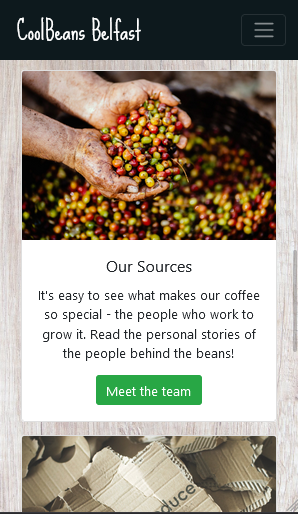 CoolBeans Belfast
Our Sources
It's easy to see what makes our coffee
so special - the people who work to
grow it. Read the personal stories of
the people behind the beans!
Meet the team